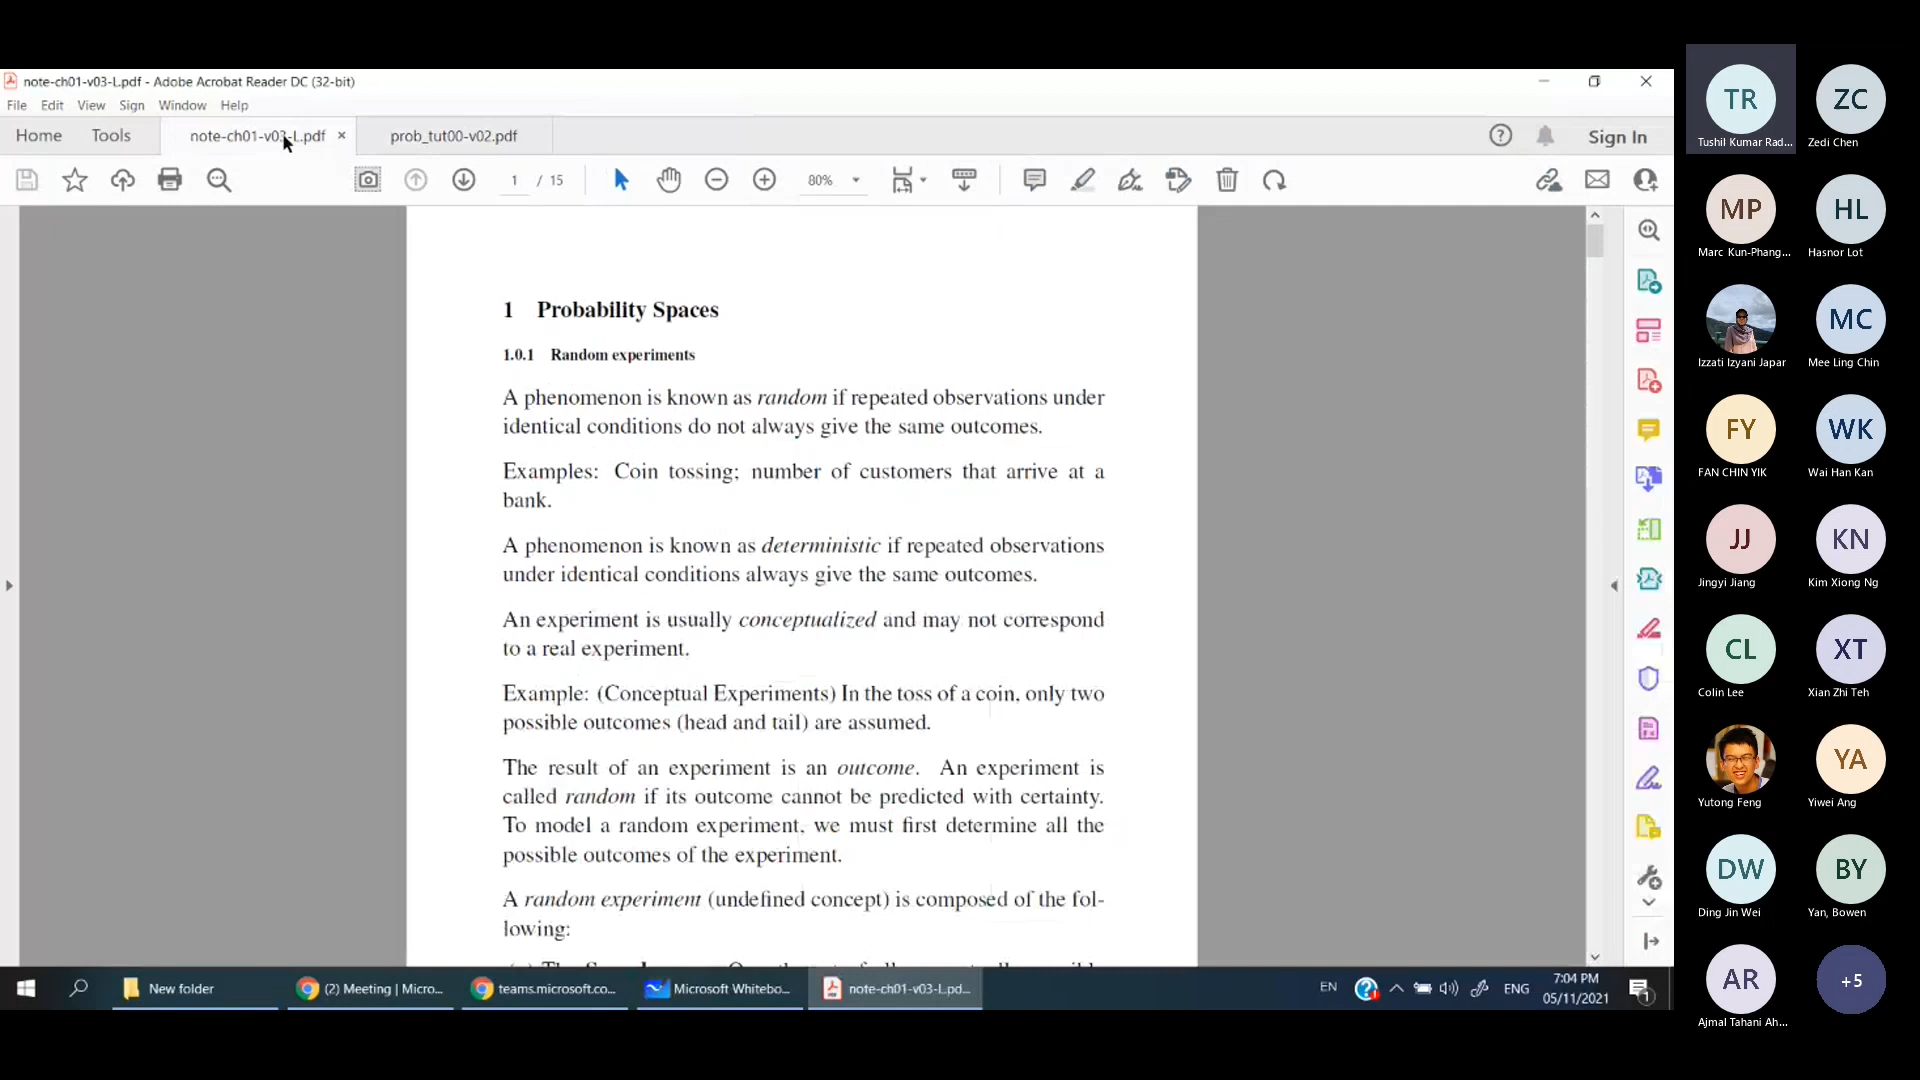 note-ch01-v03-L.pdf - Adobe Acrobat Reader DC (32-bit)
File Edit View Sign Window Help
Home Tools note-ch01-v03-L.pdf × prob_tut00-v02.pdf Sign In
1 / 15 80%
1 Probability Spaces
1.0.1 Random experiments
A phenomenon is known as random if repeated observations under
identical conditions do not always give the same outcomes.
Examples: Coin tossing; number of customers that arrive at a
bank.
A phenomenon is known as deterministic if repeated observations
under identical conditions always give the same outcomes.
An experiment is usually conceptualized and may not correspond
to a real experiment.
Example: (Conceptual Experiments) In the toss of a coin, only two
possible outcomes (head and tail) are assumed.
The result of an experiment is an outcome. An experiment is
called random if its outcome cannot be predicted with certainty.
To model a random experiment, we must first determine all the
possible outcomes of the experiment.
A random experiment (undefined concept) is composed of the fol-
lowing:
New folder (2) Meeting | Micro... teams.microsoft.co... Microsoft Whitebo... note-ch01-v03-L.pd...
EN ENG 7:04 PM
05/11/2021
1
TR ZC
Tushil Kumar Rad... Zedi Chen
MP HL
Marc Kun-Phang... Hasnor Lot
MC
Izzati Izyani Japar Mee Ling Chin
FY WK
FAN CHIN YIK Wai Han Kan
JJ KN
Jingyi Jiang Kim Xiong Ng
CL XT
Colin Lee Xian Zhi Teh
YA
Yutong Feng Yiwei Ang
DW BY
Ding Jin Wei Yan, Bowen
AR +5
Ajmal Tahani Ah...